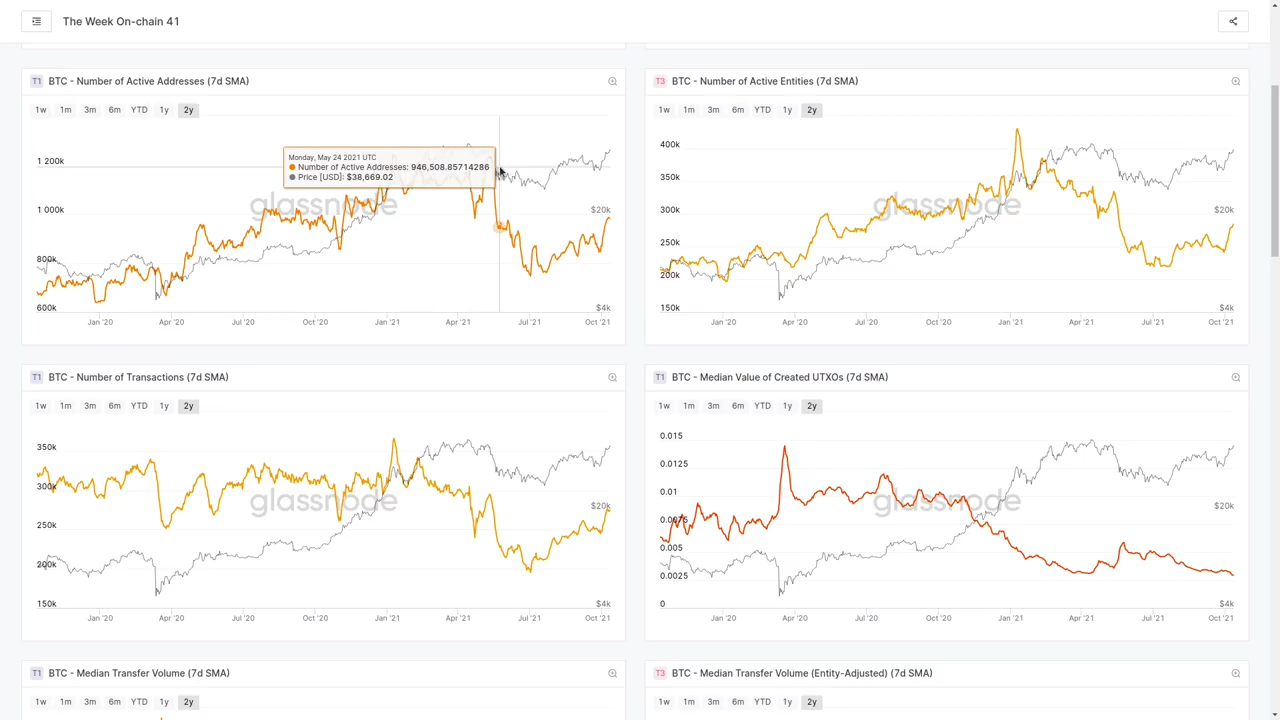 The Week On-chain 41
T1 BTC - Number of Active Addresses (7d SMA)
1w 1m 3m 6m YTD 1y 2y
1 200k
1 000k
800k
600k
$20k
$4k
Monday, May 24 2021 UTC
Number of Active Addresses: 946,508.85714286
Price [USD]: $38,669.02
glassnode
Jan '20 Apr '20 Jul '20 Oct '20 Jan '21 Apr '21 Jul '21 Oct '21
T3 BTC - Number of Active Entities (7d SMA)
1w 1m 3m 6m YTD 1y 2y
400k
350k
300k
250k
200k
150k
$20k
$4k
glassnode
Jan '20 Apr '20 Jul '20 Oct '20 Jan '21 Apr '21 Jul '21 Oct '21
T1 BTC - Number of Transactions (7d SMA)
1w 1m 3m 6m YTD 1y 2y
350k
300k
250k
200k
150k
$20k
$4k
glassnode
Jan '20 Apr '20 Jul '20 Oct '20 Jan '21 Apr '21 Jul '21 Oct '21
T1 BTC - Median Value of Created UTXOs (7d SMA)
1w 1m 3m 6m YTD 1y 2y
0.015
0.0125
0.01
0.0075
0.005
0.0025
0
$20k
$4k
glassnode
Jan '20 Apr '20 Jul '20 Oct '20 Jan '21 Apr '21 Jul '21 Oct '21
T1 BTC - Median Transfer Volume (7d SMA)
1w 1m 3m 6m YTD 1y 2y
T3 BTC - Median Transfer Volume (Entity-Adjusted) (7d SMA)
1w 1m 3m 6m YTD 1y 2y